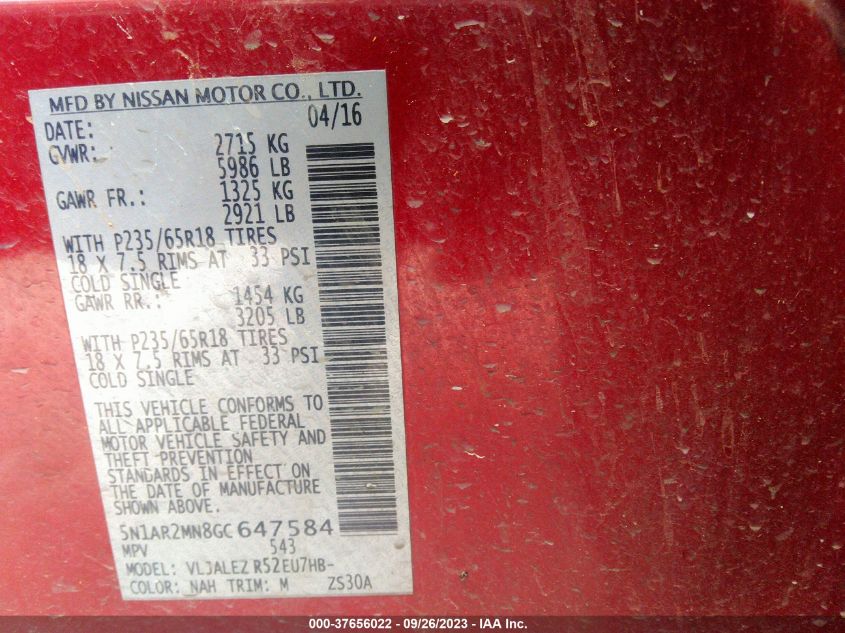 MFD BY NISSAN MOTOR CO., LTD.
DATE: 04/16
GVWR: 2715 KG
5986 LB
GAWR FR.: 1325 KG
2921 LB
WITH P235/65R18 TIRES
18 X 7.5 RIMS AT 33 PSI
COLD SINGLE
GAWR RR.: 1454 KG
3205 LB
WITH P235/65R18 TIRES
18 X 7.5 RIMS AT 33 PSI
COLD SINGLE
THIS VEHICLE CONFORMS TO
ALL APPLICABLE FEDERAL
MOTOR VEHICLE SAFETY AND
THEFT PREVENTION
STANDARDS IN EFFECT ON
THE DATE OF MANUFACTURE
SHOWN ABOVE.
5N1AR2MN8GC647584
MPV 543
MODEL: VLJALEZ R52EU7HB-
COLOR: NAH TRIM: M ZS30A
000-37656022 - 09/26/2023 - IAA Inc.